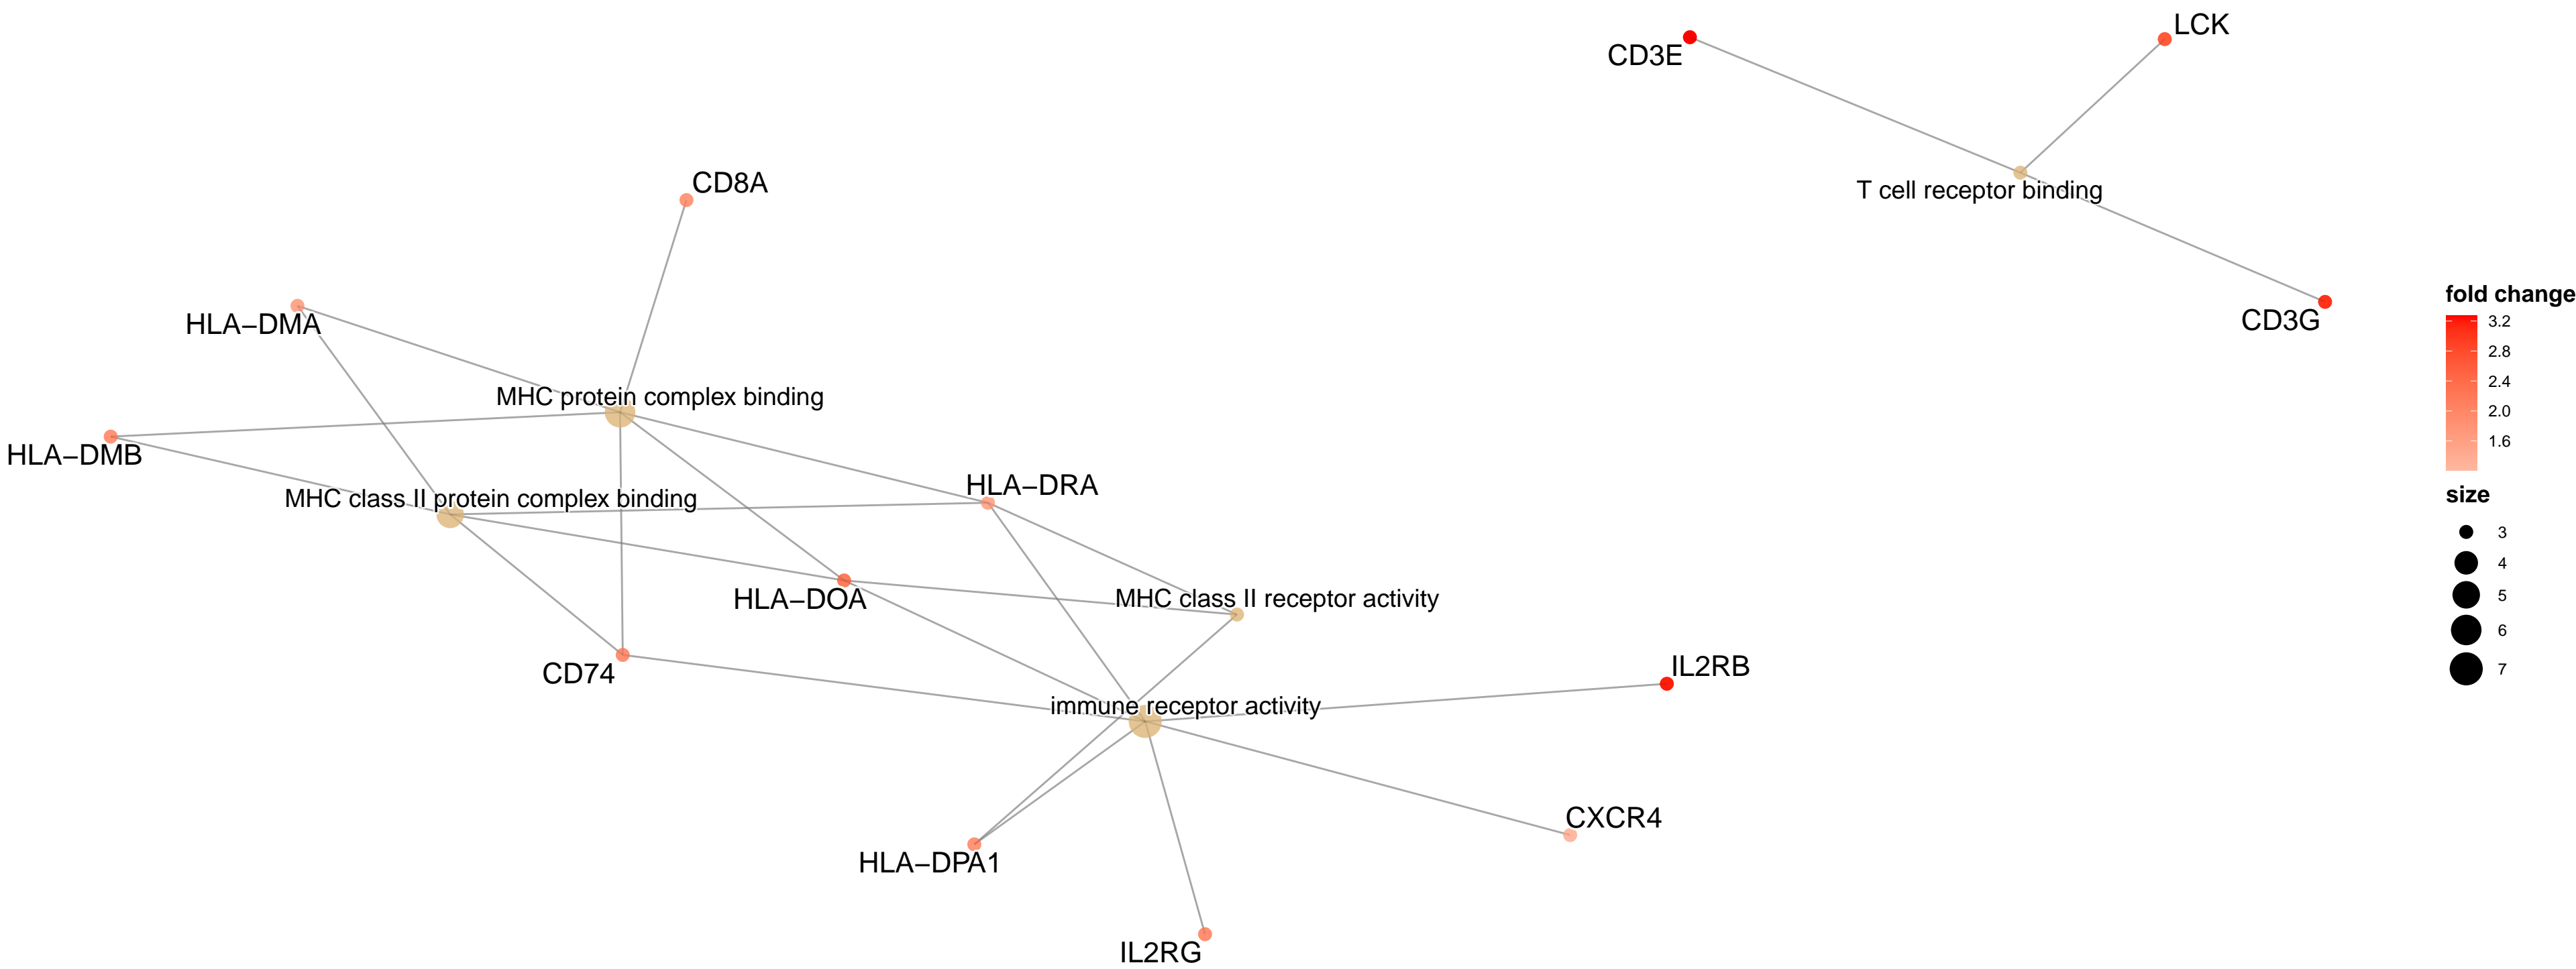 LCK
CD3E
CD8A
T cell receptor binding
HLA−DMA
CD3G
MHC protein complex binding
HLA−DMB
HLA−DRA
MHC class II protein complex binding
HLA−DOA
MHC class II receptor activity
CD74
IL2RB
immune receptor activity
CXCR4
HLA−DPA1
IL2RG
fold change
3.2
2.8
2.4
2.0
1.6
size
3
4
5
6
7